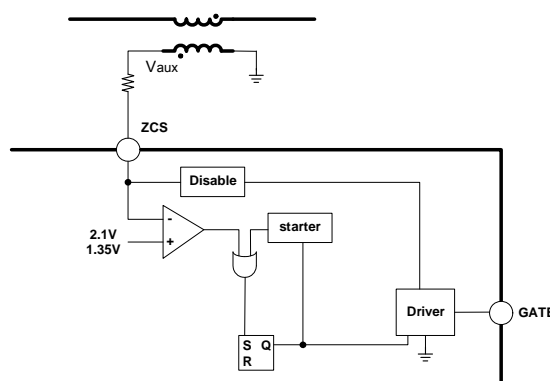 Vaux
ZCS
Disable
-
2.1V
1.35V
+
starter
S Q
R
Driver
GATE